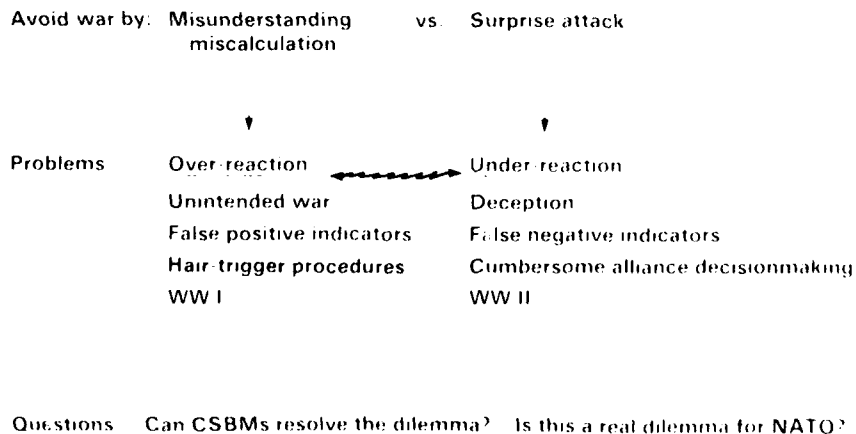 Avoid war by: Misunderstanding vs. Surprise attack
miscalculation
Problems Over-reaction Under-reaction
Unintended war Deception
False positive indicators False negative indicators
Hair-trigger procedures Cumbersome alliance decisionmaking
WW I WW II
Questions Can CSBMs resolve the dilemma? Is this a real dilemma for NATO?